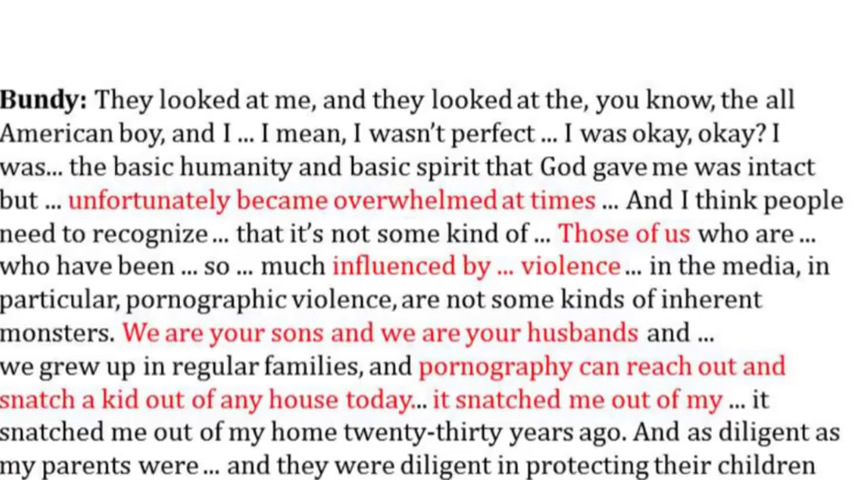 Bundy: They looked at me, and they looked at the, you know, the all
American boy, and I ... I mean, I wasn't perfect ... I was okay, okay? I
was... the basic humanity and basic spirit that God gave me was intact
but ... unfortunately became overwhelmed at times ... And I think people
need to recognize ... that it's not some kind of ... Those of us who are ...
who have been ... so ... much influenced by ... violence ... in the media, in
particular, pornographic violence, are not some kinds of inherent
monsters. We are your sons and we are your husbands and ...
we grew up in regular families, and pornography can reach out and
snatch a kid out of any house today... it snatched me out of my ... it
snatched me out of my home twenty-thirty years ago. And as diligent as
my parents were ... and they were diligent in protecting their children